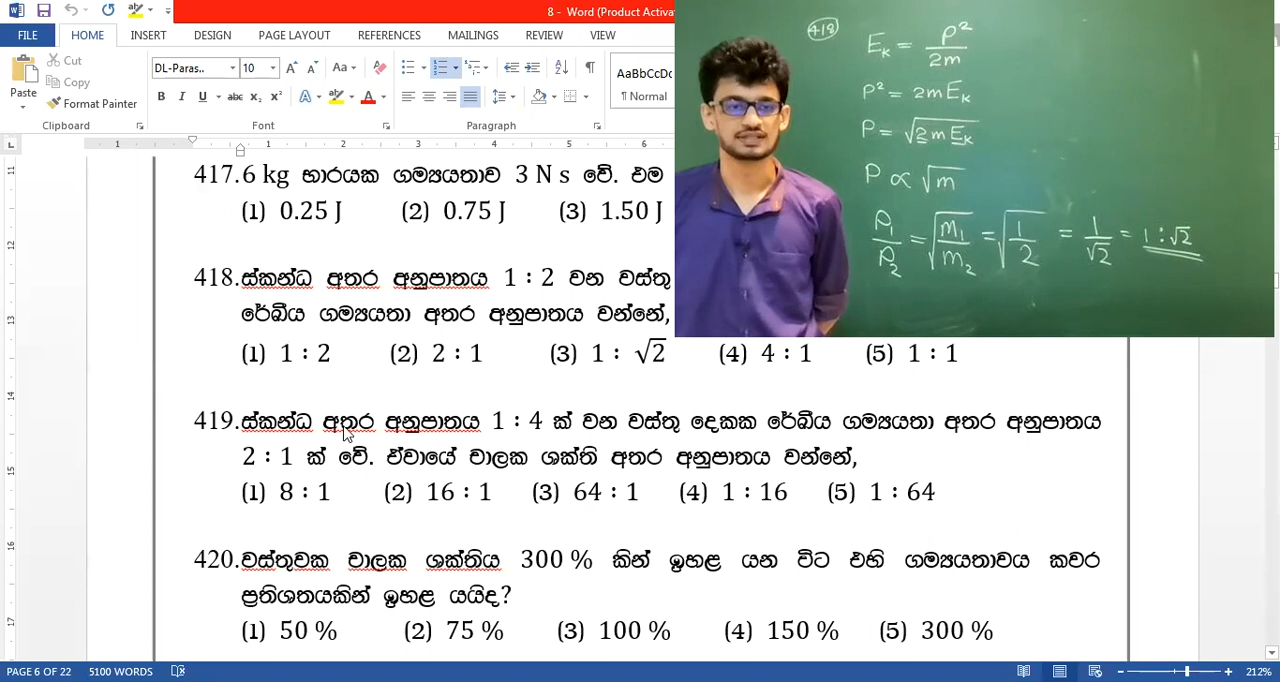 8 - Word (Product Activa
FILE HOME INSERT DESIGN PAGE LAYOUT REFERENCES MAILINGS REVIEW VIEW
Paste
Cut
Copy
Format Painter
DL-Paras.. 10
AaBbCcDc
¶ Normal
Clipboard Font Paragraph
417. 6 kg භාරයක ගම්‍යයතාව 3 N s වේ. එම
(1) 0.25 J (2) 0.75 J (3) 1.50 J
418. ස්කන්ධ අතර අනුපාතය 1 : 2 වන වස්තු
රේඛීය ගම්‍යයතා අතර අනුපාතය වන්නේ,
(1) 1 : 2 (2) 2 : 1 (3) 1 : √2 (4) 4 : 1 (5) 1 : 1
419. ස්කන්ධ අතර අනුපාතය 1 : 4 ක් වන වස්තු දෙකක රේඛීය ගම්‍යයතා අතර අනුපාතය
2 : 1 ක් වේ. ඒවායේ චාලක ශක්ති අතර අනුපාතය වන්නේ,
(1) 8 : 1 (2) 16 : 1 (3) 64 : 1 (4) 1 : 16 (5) 1 : 64
420. වස්තුවක චාලක ශක්තිය 300 % කින් ඉහළ යන විට එහි ගම්‍යයතාවය කවර
ප්‍රතිශතයකින් ඉහළ යයිද?
(1) 50 % (2) 75 % (3) 100 % (4) 150 % (5) 300 %
418
E_k = P²/2m
P² = 2mE_k
P = √(2mE_k)
P ∝ √m
P₁/P₂ = √(m₁/m₂) = √(1/2) = 1/√2 = 1 : √2
PAGE 6 OF 22 5100 WORDS 212%